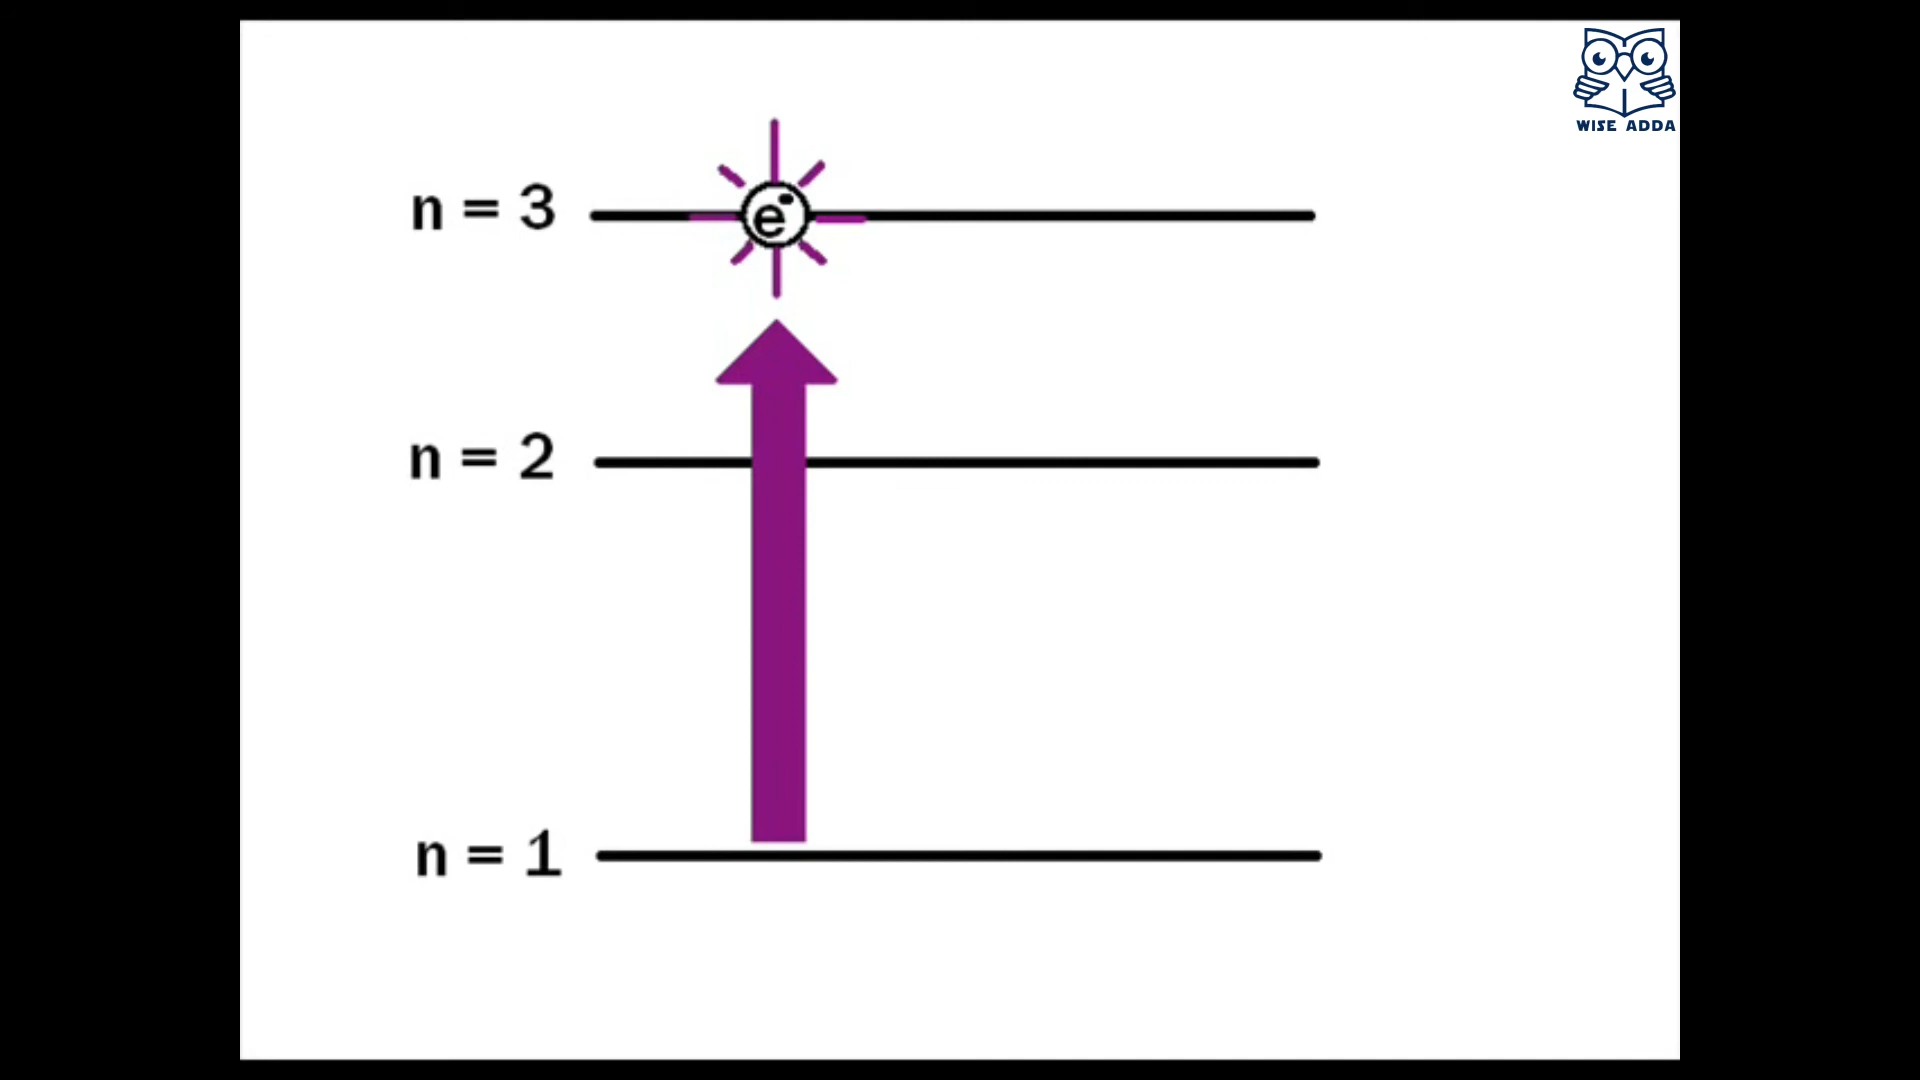 WISE ADDA
n = 3
e-
n = 2
n = 1